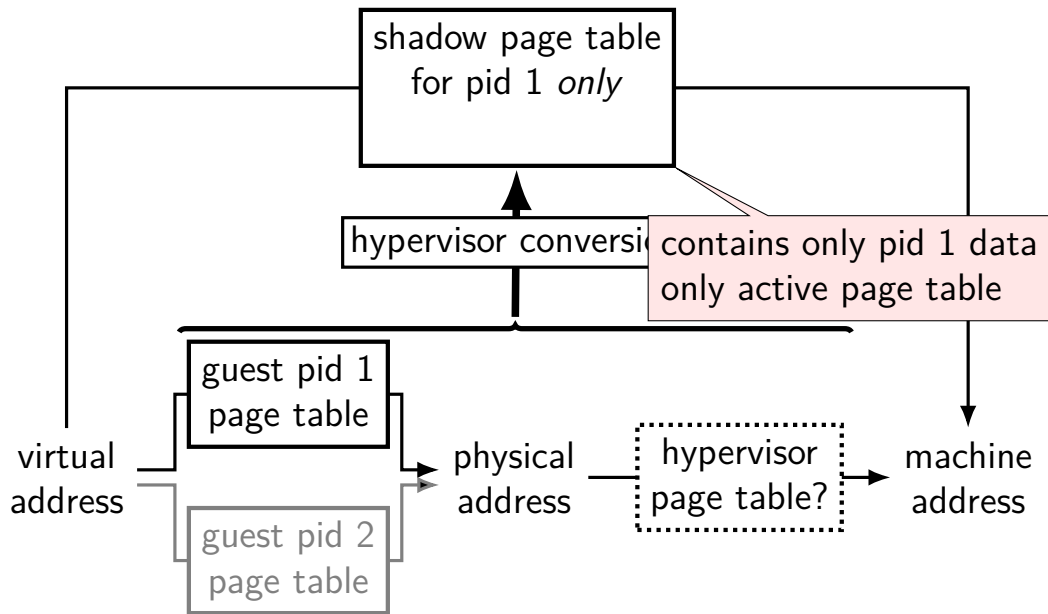 shadow page table
for pid 1 only
hypervisor
contains only pid 1 data
only active page table
guest pid 1
page table
virtual
address
physical
address
hypervisor
page table?
machine
address
guest pid 2
page table